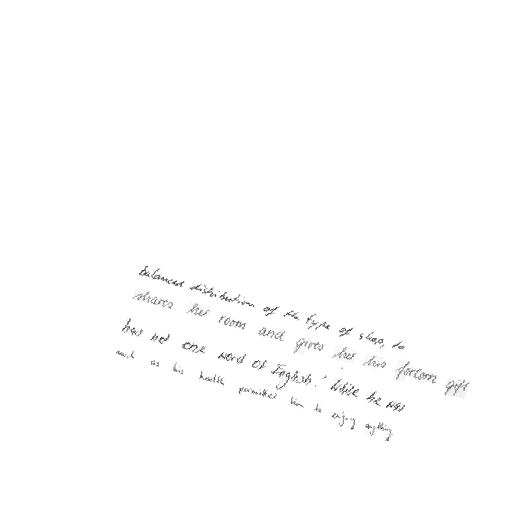 balanced distribution of the type of shop, to
shares her room and gives her his forlorn gift
has not one word of English.' While he was
much as his health permitted him to enjoy anything